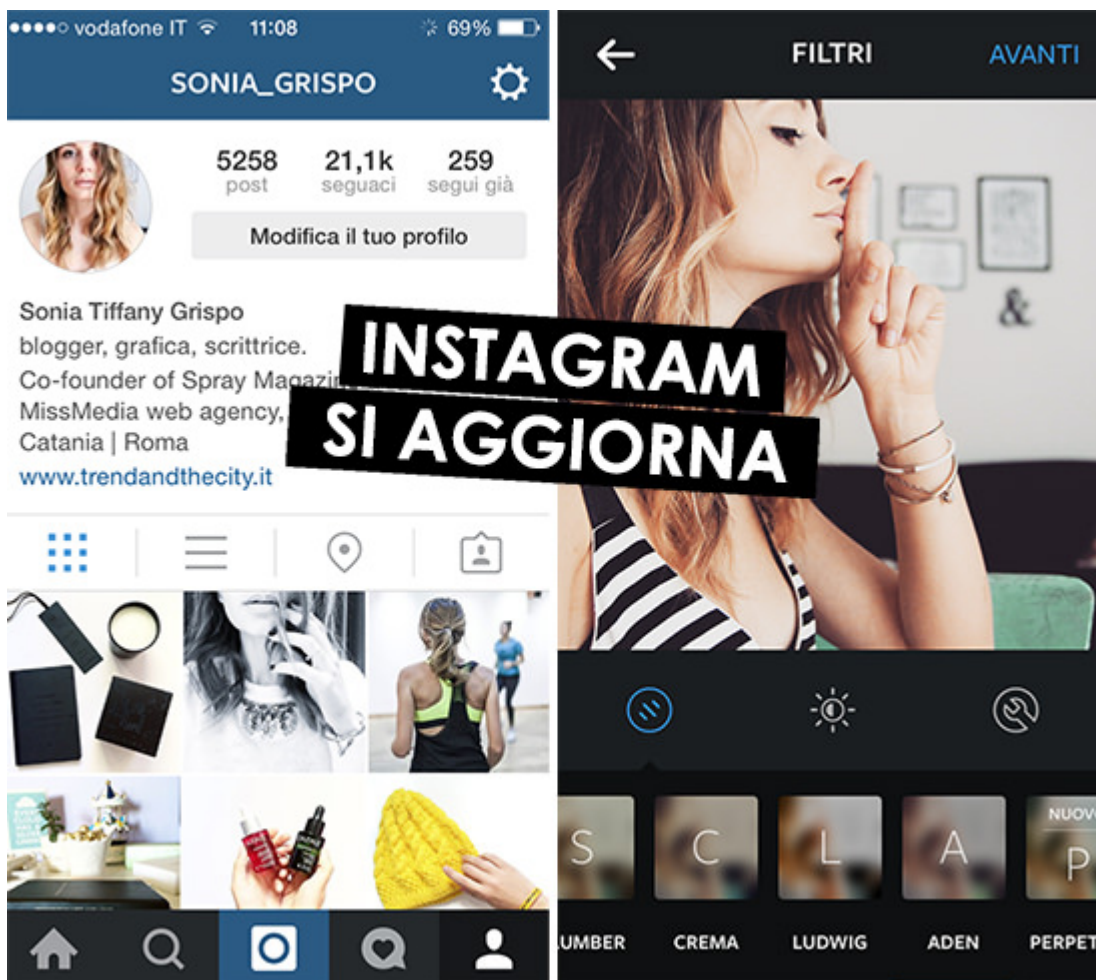 vodafone IT 11:08 69%
SONIA_GRISPO
5258 21,1k 259
post seguaci segui già
Modifica il tuo profilo
Sonia Tiffany Grispo
blogger, grafica, scrittrice.
Co-founder of Spray Magazin
MissMedia web agency,
Catania | Roma
www.trendandthecity.it
INSTAGRAM
SI AGGIORNA
FILTRI AVANTI
&
S C L A NUOVO
P
UMBER CREMA LUDWIG ADEN PERPET